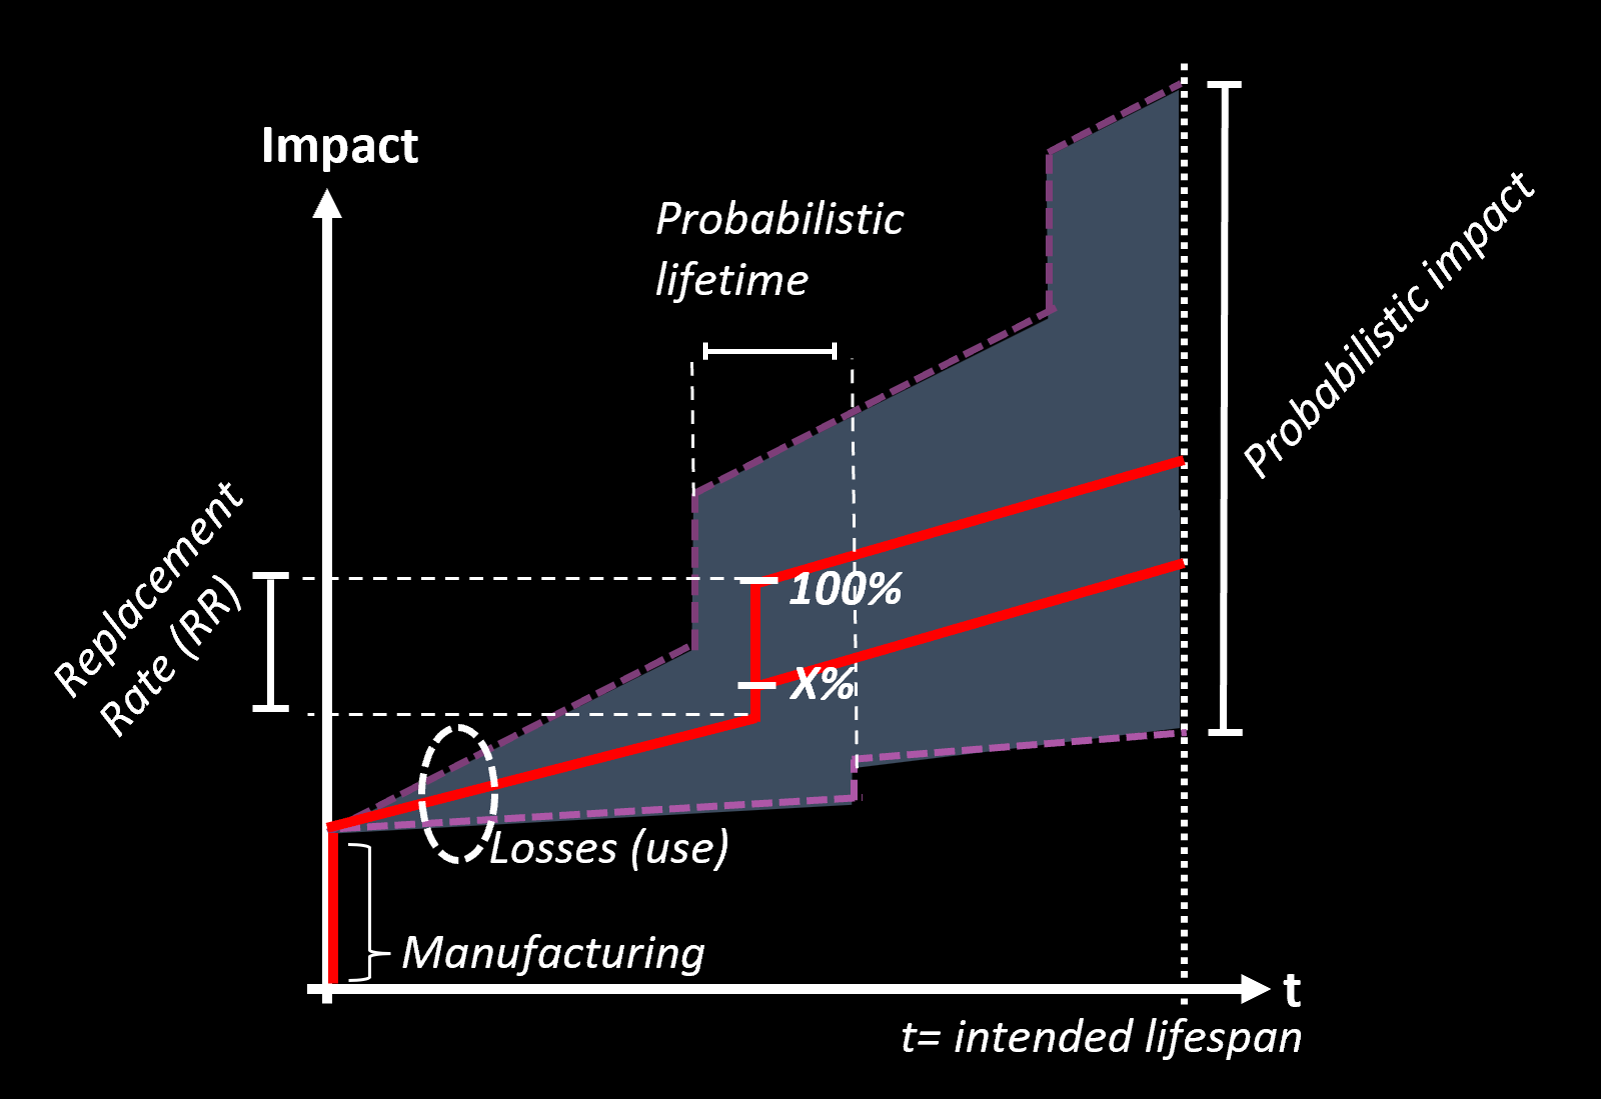 Impact
Probabilistic
lifetime
Probabilistic impact
Replacement
Rate (RR)
100%
X%
Losses (use)
Manufacturing
t
t= intended lifespan